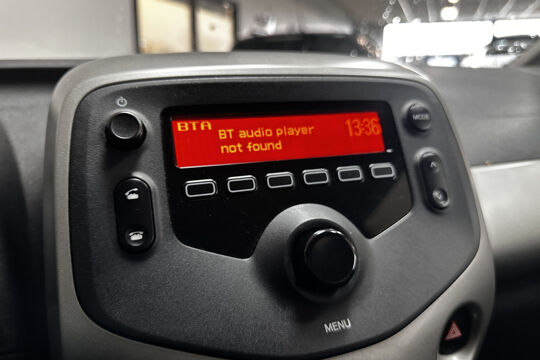 BTA
BT audio player
not found
13:36
MODE
MENU